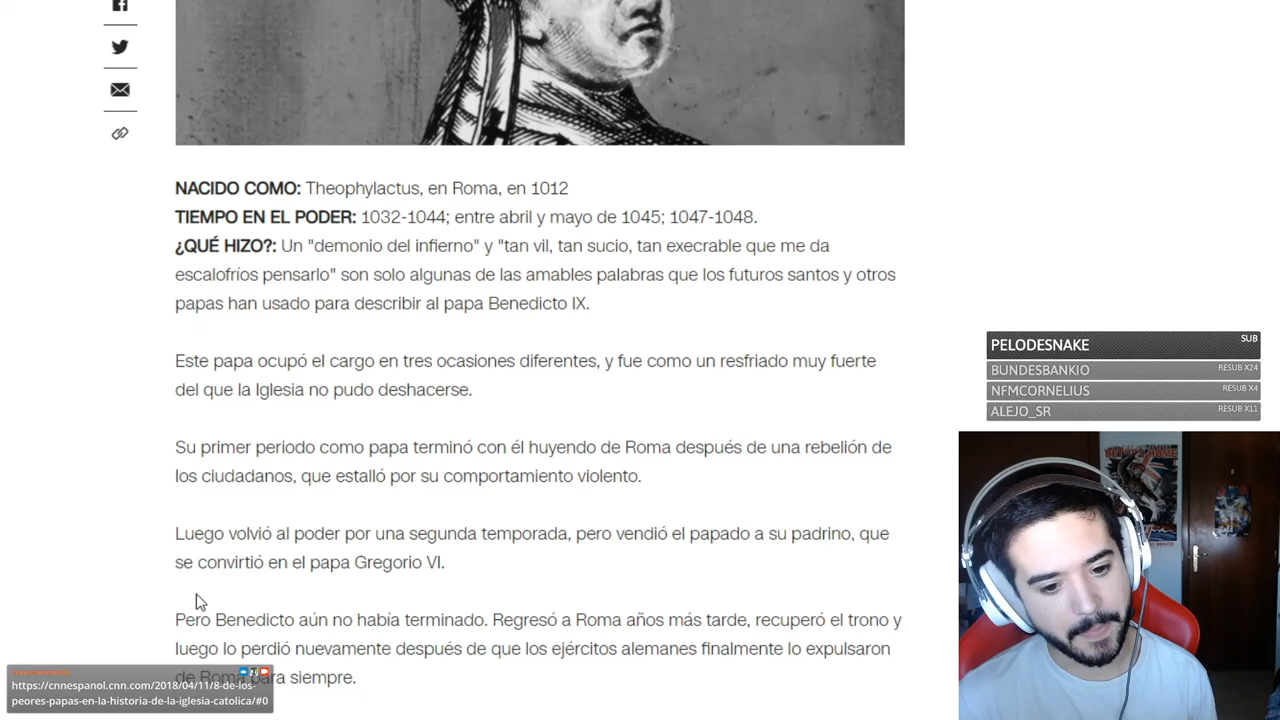 NACIDO COMO: Theophylactus, en Roma, en 1012
TIEMPO EN EL PODER: 1032-1044; entre abril y mayo de 1045; 1047-1048.
¿QUÉ HIZO?: Un "demonio del infierno" y "tan vil, tan sucio, tan execrable que me da
escalofríos pensarlo" son solo algunas de las amables palabras que los futuros santos y otros
papas han usado para describir al papa Benedicto IX.
Este papa ocupó el cargo en tres ocasiones diferentes, y fue como un resfriado muy fuerte
del que la Iglesia no pudo deshacerse.
Su primer periodo como papa terminó con él huyendo de Roma después de una rebelión de
los ciudadanos, que estalló por su comportamiento violento.
Luego volvió al poder por una segunda temporada, pero vendió el papado a su padrino, que
se convirtió en el papa Gregorio VI.
Pero Benedicto aún no había terminado. Regresó a Roma años más tarde, recuperó el trono y
luego lo perdió nuevamente después de que los ejércitos alemanes finalmente lo expulsaron
de Roma para siempre.
https://cnnespanol.cnn.com/2018/04/11/8-de-los-
peores-papas-en-la-historia-de-la-iglesia-catolica/#0
PELODESNAKE SUB
BUNDESBANKIO RESUB X24
NFMCORNELIUS RESUB X4
ALEJO_SR RESUB X11